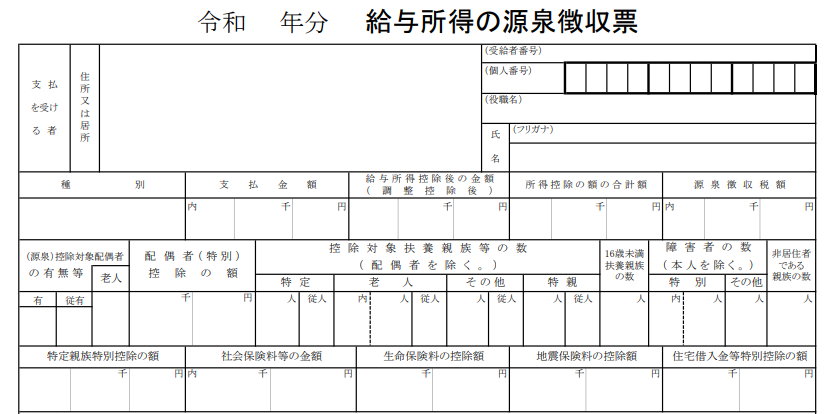 令和　年分　給与所得の源泉徴収票
支払を受ける者
住所又は居所
(受給者番号)
(個人番号)
(役職名)
氏名
(フリガナ)
種別
支払金額
給与所得控除後の金額
(調整控除後)
所得控除の額の合計額
源泉徴収税額
内 千 円
千 円
千 円
内 千 円
(源泉)控除対象配偶者
の有無等
老人
有 従有
配偶者(特別)
控除の額
千 円
控除対象扶養親族等の数
(配偶者を除く。)
特定 老人 その他 特親
人 従人 内 人 従人 人 従人 人 従人
16歳未満
扶養親族
の数
人
障害者の数
(本人を除く。)
特別 その他
内 人 人
非居住者
である
親族の数
人
特定親族特別控除の額 社会保険料等の金額 生命保険料の控除額 地震保険料の控除額 住宅借入金等特別控除の額
千 円 内 千 円 千 円 千 円 千 円